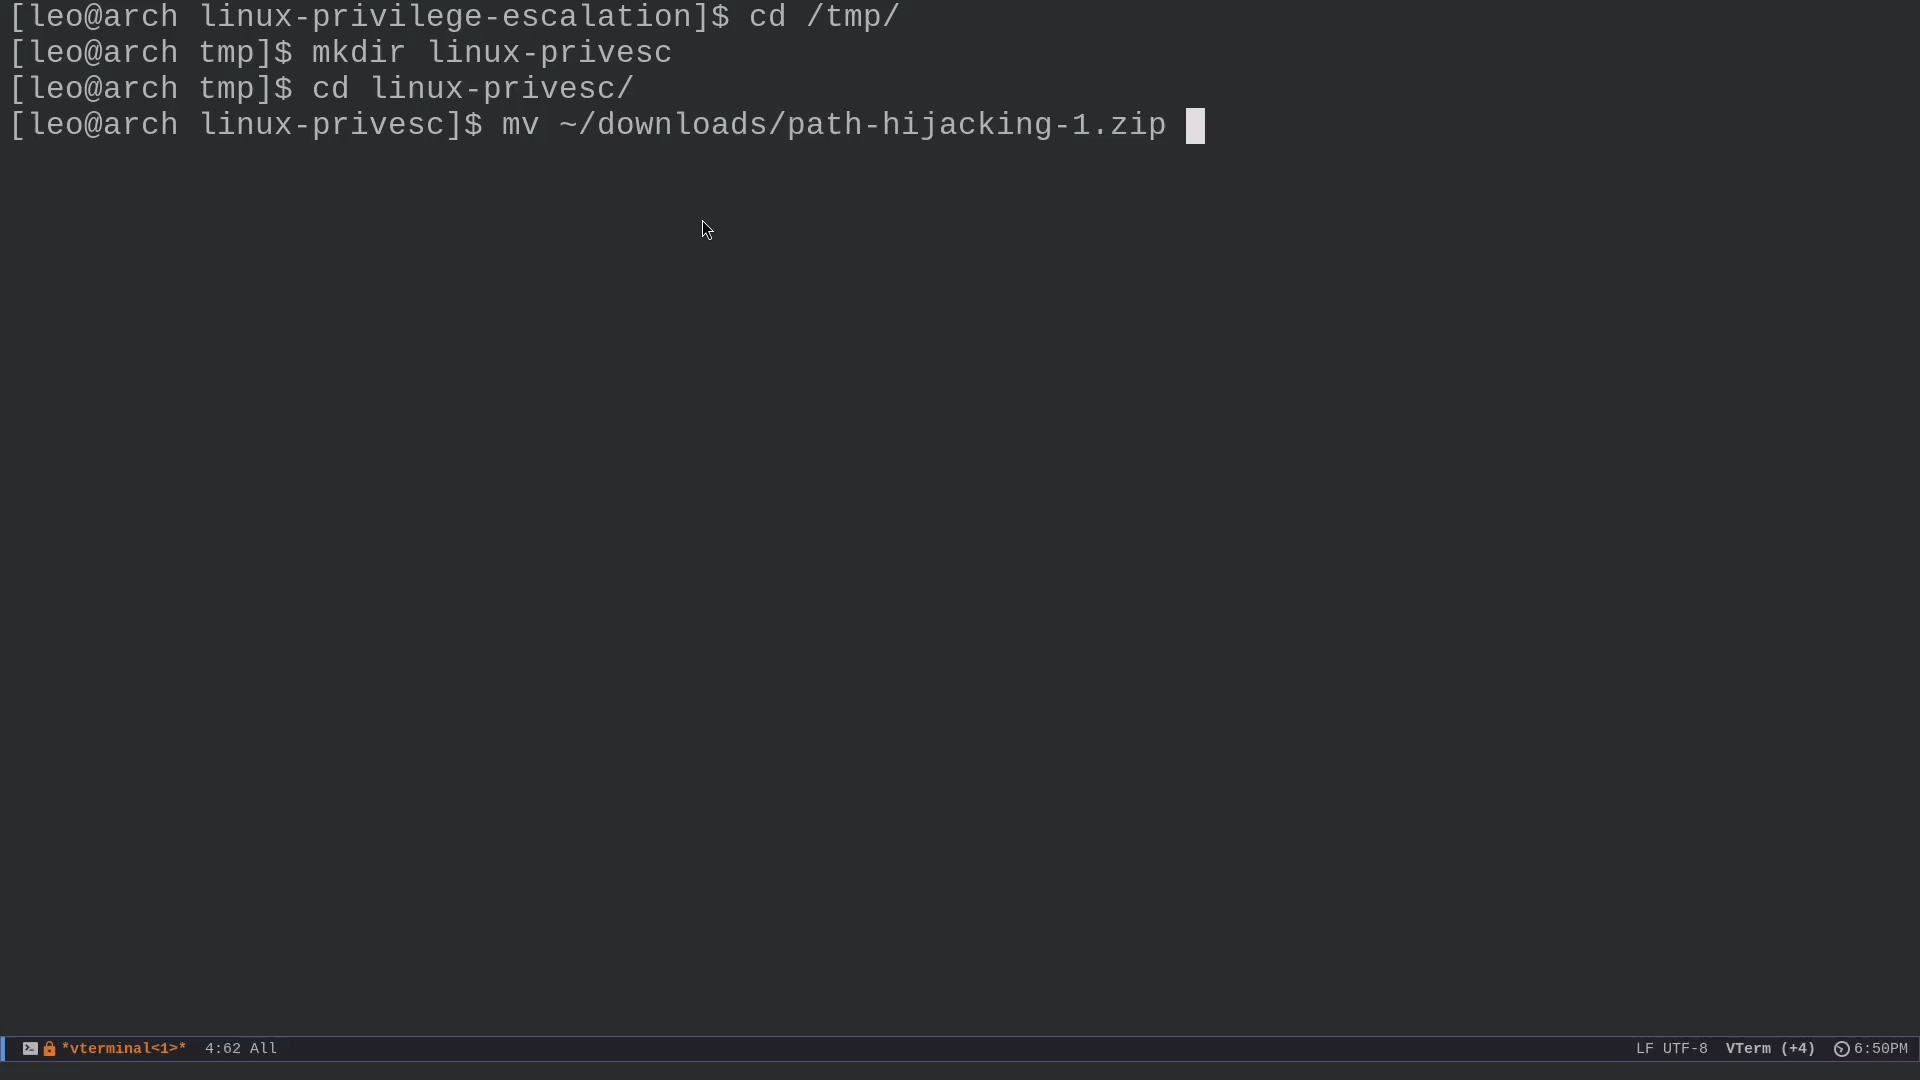 [leo@arch linux-privilege-escalation]$ cd /tmp/
[leo@arch tmp]$ mkdir linux-privesc
[leo@arch tmp]$ cd linux-privesc/
[leo@arch linux-privesc]$ mv ~/downloads/path-hijacking-1.zip
*vterminal<1>* 4:62 All LF UTF-8 VTerm (+4) 6:50PM